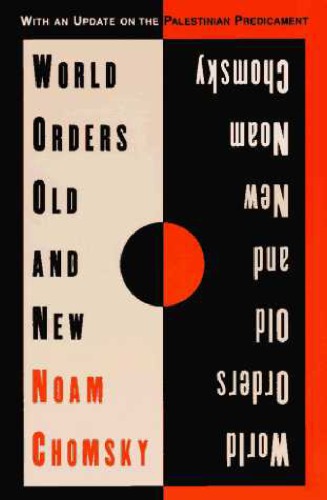 WITH AN UPDATE ON THE PALESTINIAN PREDICAMENT
WORLD
ORDERS
OLD
AND
NEW
NOAM
CHOMSKY
World
Orders
Old
and
New
Noam
Chomsky